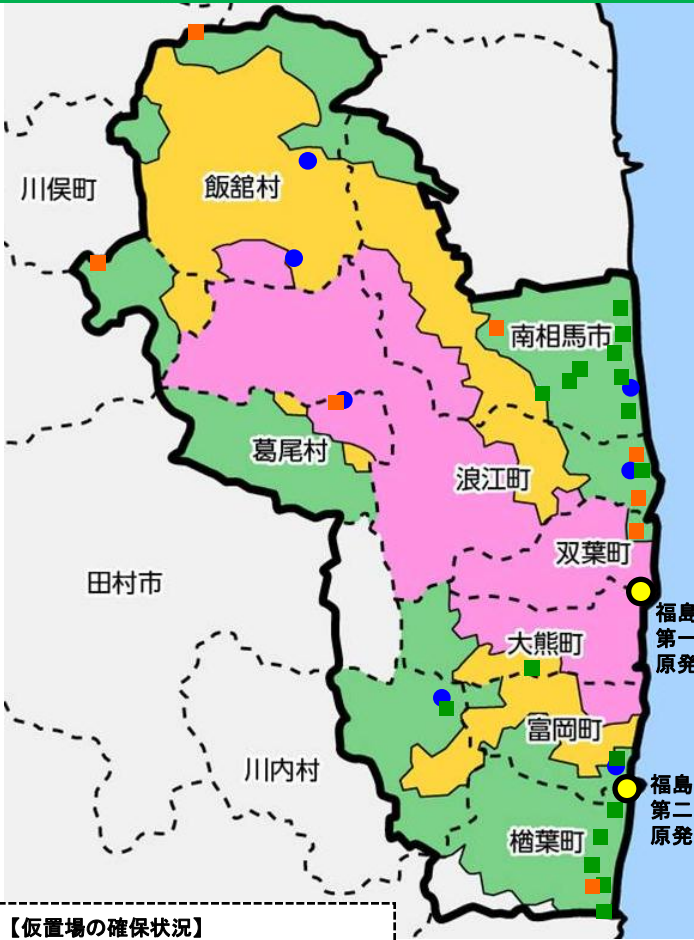 川俣町
飯舘村
南相馬市
葛尾村
浪江町
双葉町
田村市
福島
第一
原発
大熊町
富岡町
川内村
福島
第二
原発
楢葉町
【仮置場の確保状況】